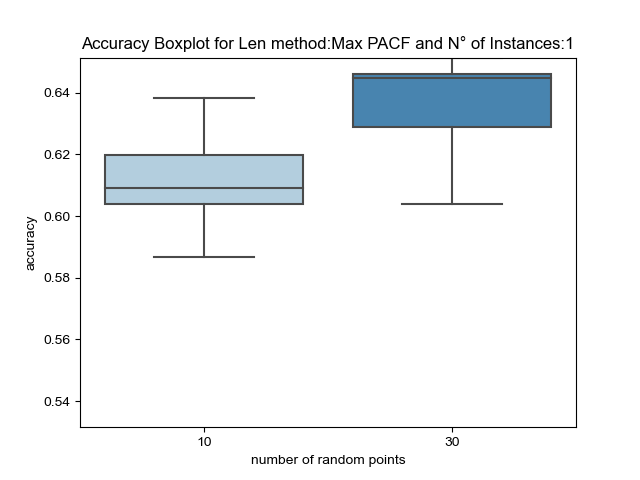 Accuracy Boxplot for Len method:Max PACF and N° of Instances:1
0.64
0.62
0.60
0.58
0.56
0.54
accuracy
10
30
number of random points